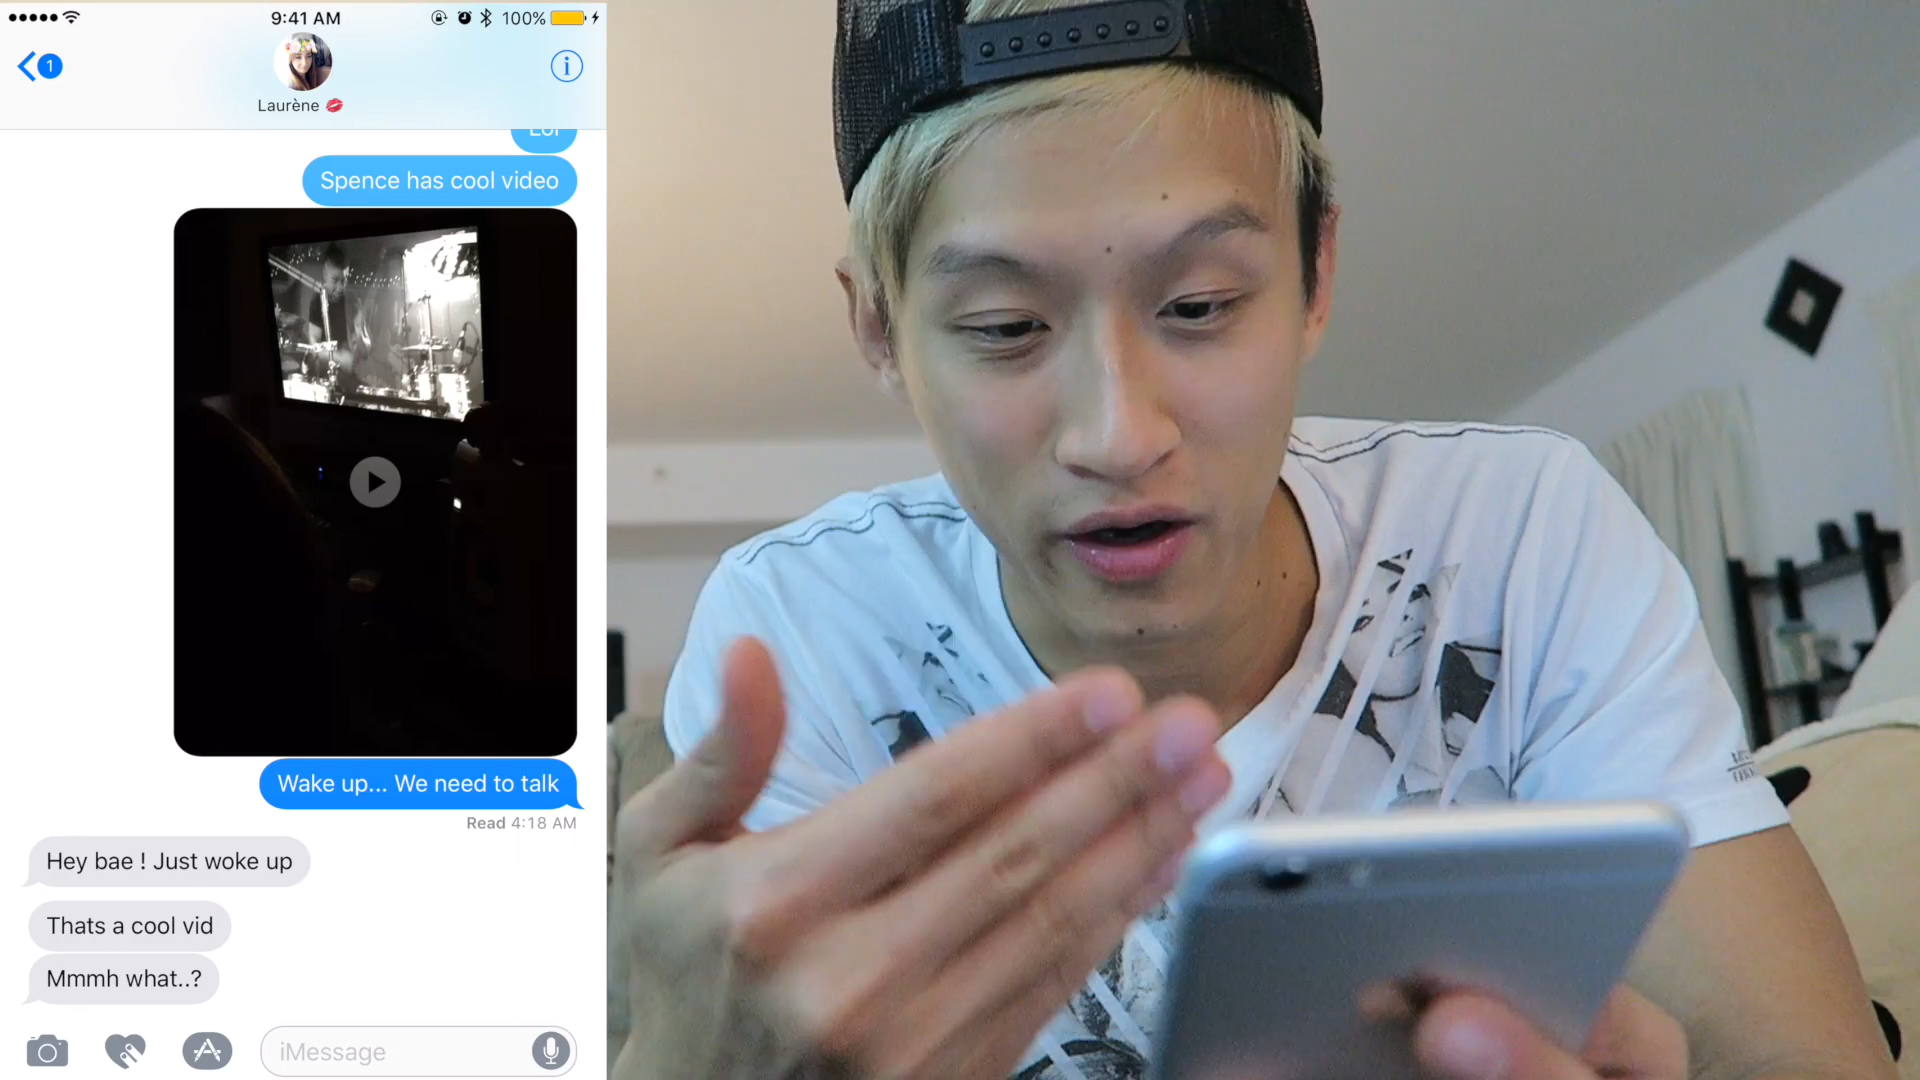 9:41 AM
100%
1
i
Laurène
Lol
Spence has cool video
Wake up... We need to talk
Read 4:18 AM
Hey bae ! Just woke up
Thats a cool vid
Mmmh what..?
iMessage